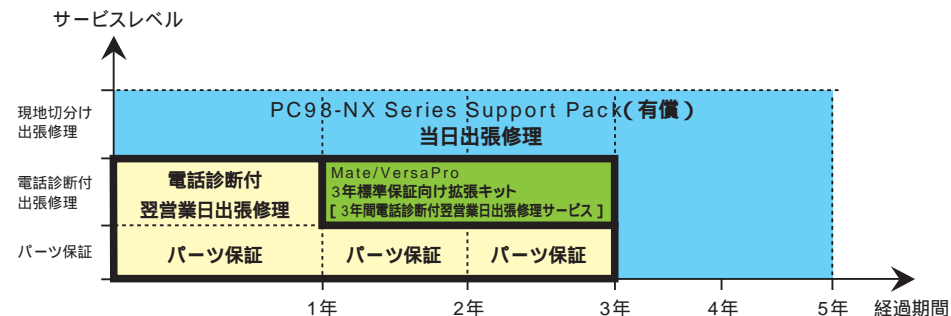 サービスレベル
現地切分け
出張修理
PC98-NX Series Support Pack(有償)
当日出張修理
電話診断付
出張修理
電話診断付
翌営業日出張修理
Mate/VersaPro
3年標準保証向け拡張キット
[3年間電話診断付翌営業日出張修理サービス]
パーツ保証
パーツ保証
パーツ保証
パーツ保証
1年
2年
3年
4年
5年
経過期間